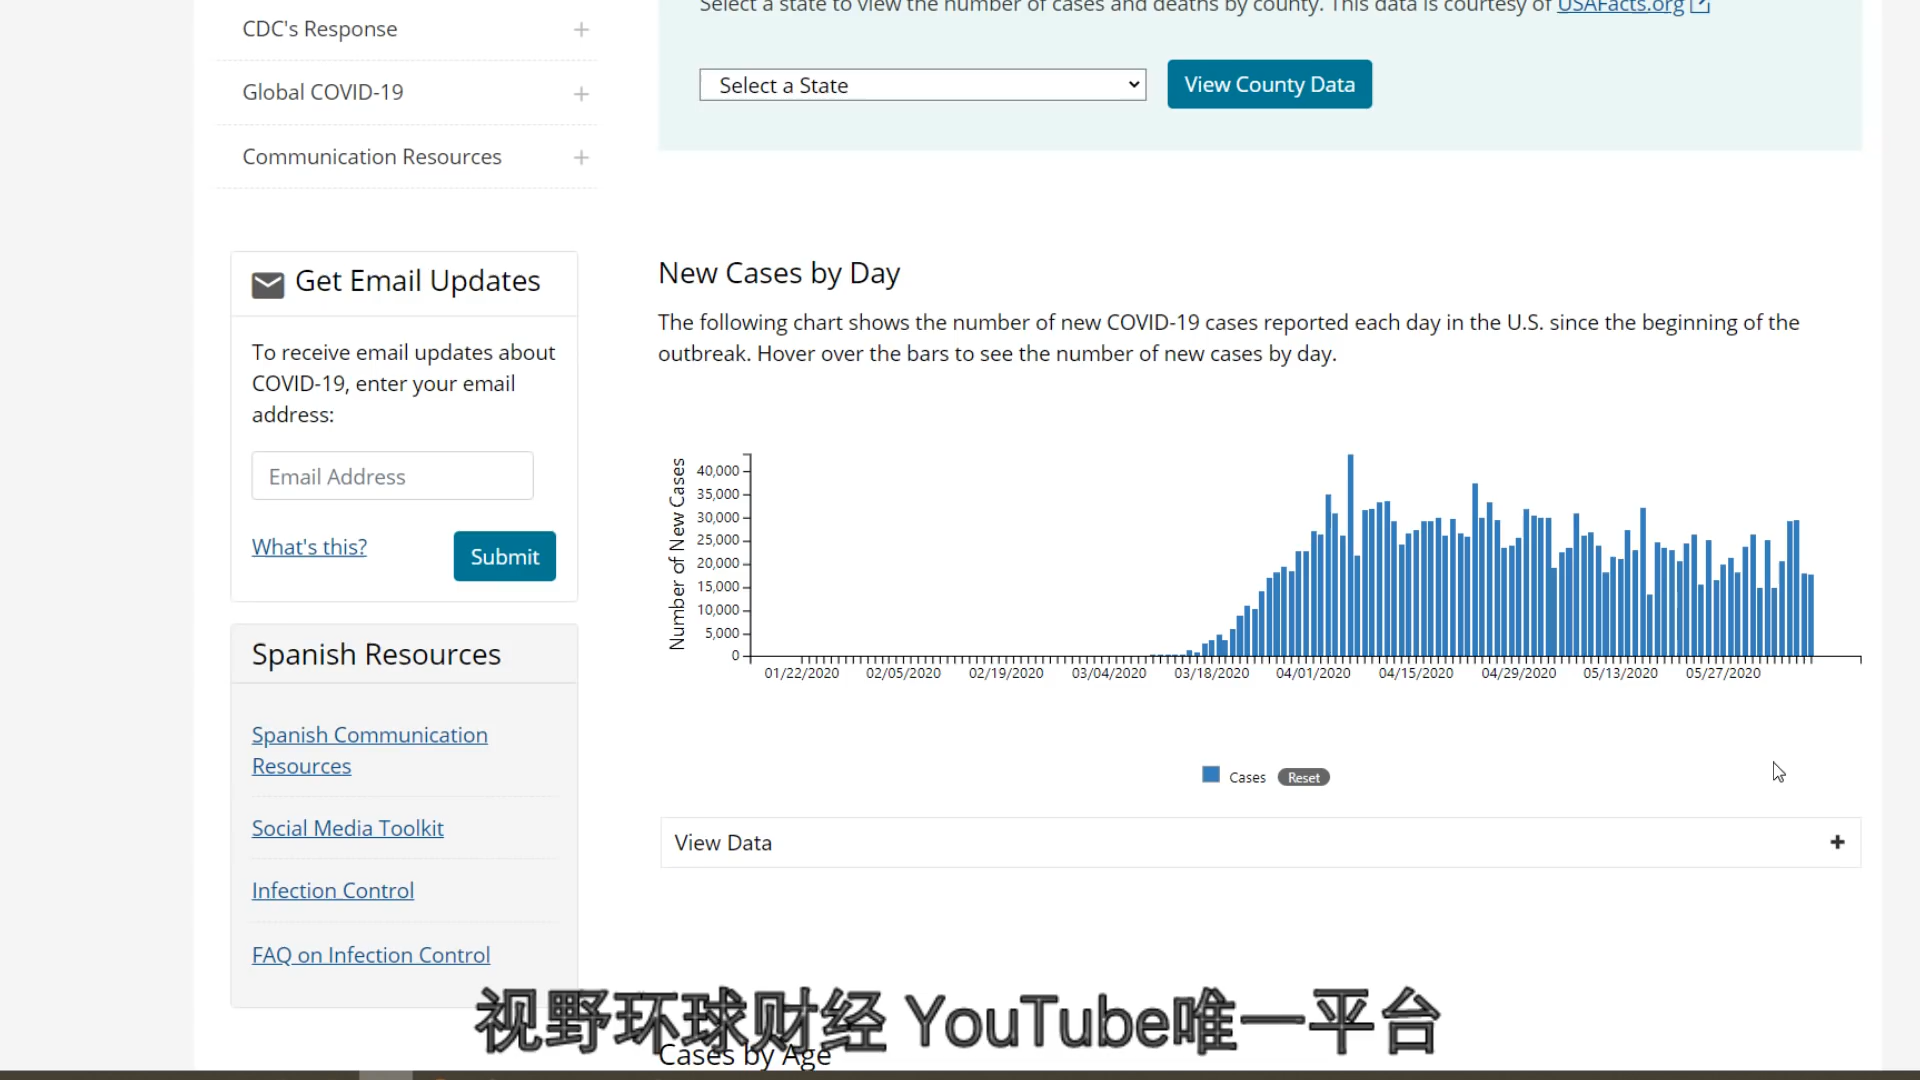 CDC's Response
Global COVID-19
Communication Resources
Select a state to view the number of cases and deaths by county. This data is courtesy of USAFacts.org
Select a State
View County Data
Get Email Updates
To receive email updates about
COVID-19, enter your email
address:
Email Address
What's this?
Submit
Spanish Resources
Spanish Communication
Resources
Social Media Toolkit
Infection Control
FAQ on Infection Control
New Cases by Day
The following chart shows the number of new COVID-19 cases reported each day in the U.S. since the beginning of the
outbreak. Hover over the bars to see the number of new cases by day.
Number of New Cases
40,000
35,000
30,000
25,000
20,000
15,000
10,000
5,000
0
01/22/2020 02/05/2020 02/19/2020 03/04/2020 03/18/2020 04/01/2020 04/15/2020 04/29/2020 05/13/2020 05/27/2020
Cases Reset
View Data
视野环球财经 YouTube唯一平台
Cases by Age